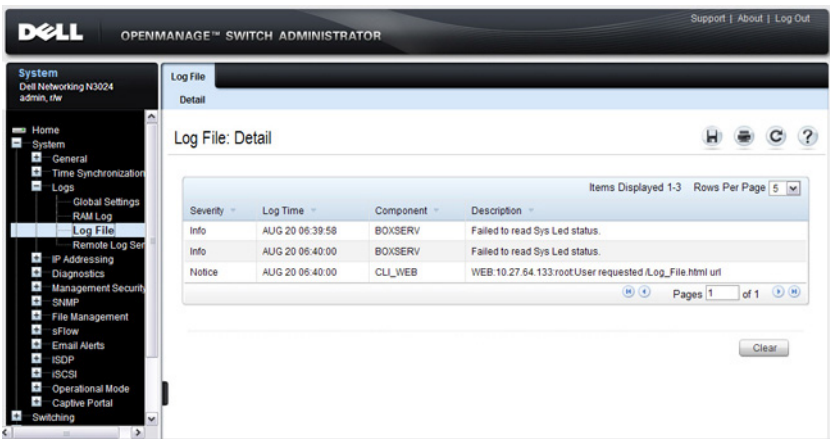 Support | About | Log Out
DELL
OPENMANAGE™ SWITCH ADMINISTRATOR
System
Dell Networking N3024
admin, r/w
Home
System
General
Time Synchronization
Logs
Global Settings
RAM Log
Log File
Remote Log Ser
IP Addressing
Diagnostics
Management Security
SNMP
File Management
sFlow
Email Alerts
ISDP
iSCSI
Operational Mode
Captive Portal
Switching
Log File
Detail
Log File: Detail
Items Displayed 1-3 Rows Per Page 5
Severity Log Time Component Description
Info AUG 20 06:39:58 BOXSERV Failed to read Sys Led status.
Info AUG 20 06:40:00 BOXSERV Failed to read Sys Led status.
Notice AUG 20 06:40:00 CLI_WEB WEB:10.27.64.133:root:User requested /Log_File.html url
Pages 1 of 1
Clear